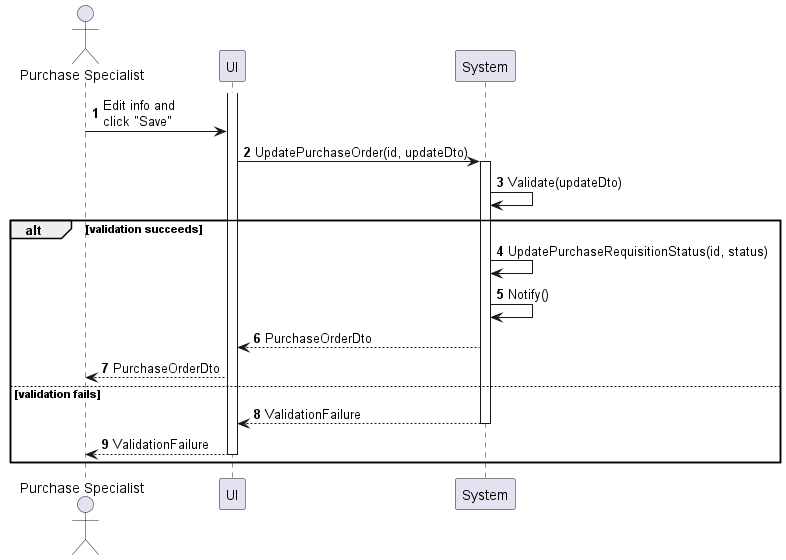 Purchase Specialist
UI
System
1 Edit info and
click "Save"
2 UpdatePurchaseOrder(id, updateDto)
3 Validate(updateDto)
alt [validation succeeds]
4 UpdatePurchaseRequisitionStatus(id, status)
5 Notify()
6 PurchaseOrderDto
7 PurchaseOrderDto
[validation fails]
8 ValidationFailure
9 ValidationFailure
Purchase Specialist
UI
System